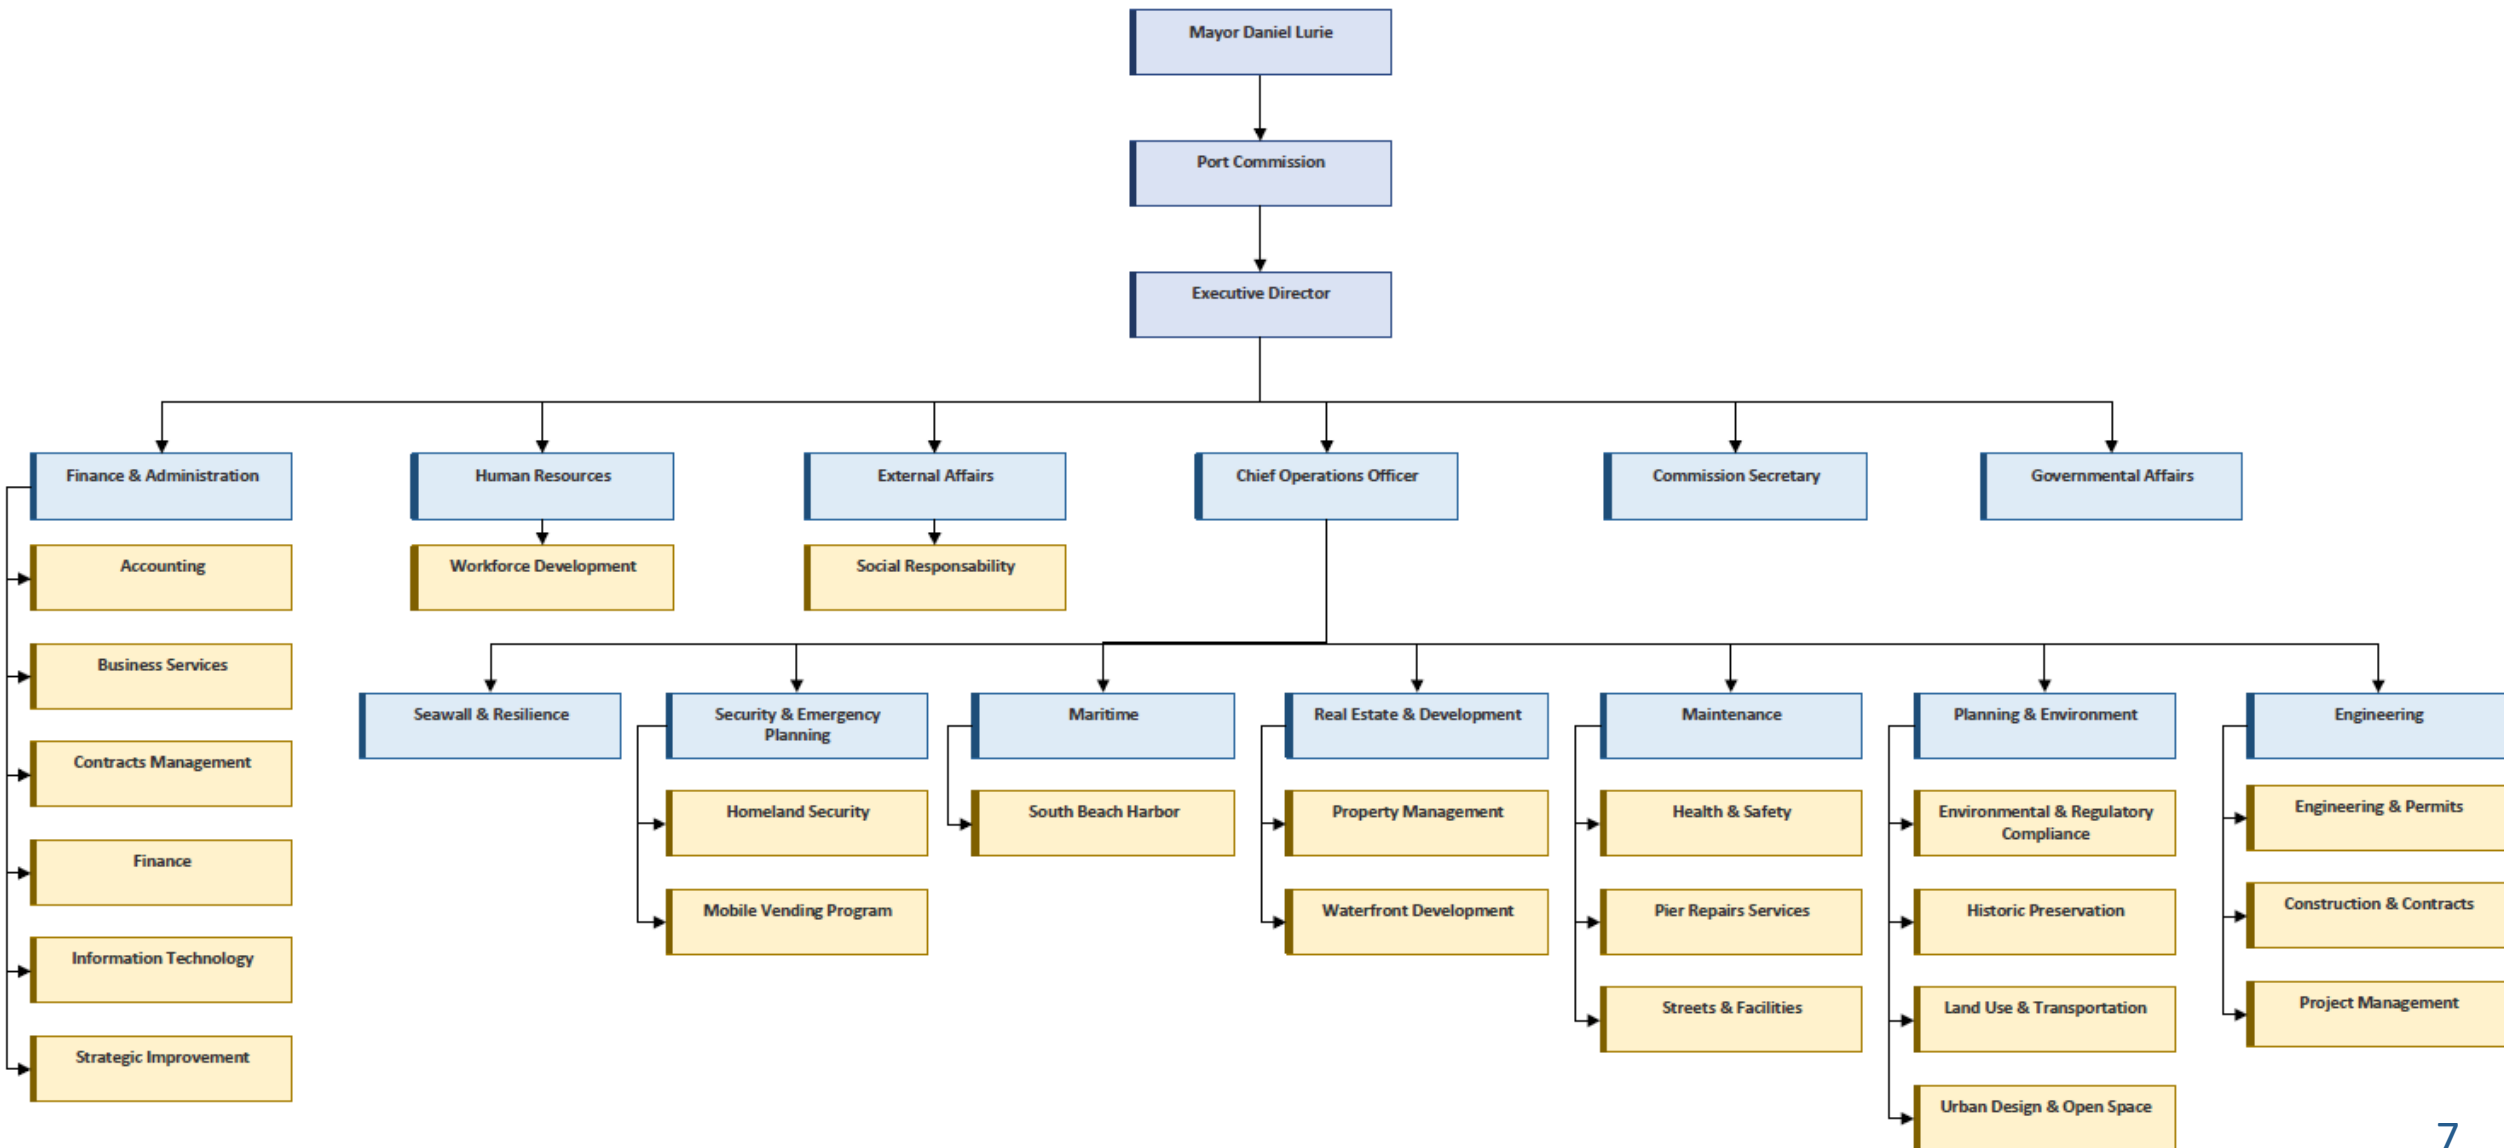 Mayor Daniel Lurie
Port Commission
Executive Director
Finance & Administration
Human Resources
External Affairs
Chief Operations Officer
Commission Secretary
Governmental Affairs
Accounting
Workforce Development
Social Responsability
Business Services
Contracts Management
Finance
Information Technology
Strategic Improvement
Seawall & Resilience
Security & Emergency
Planning
Homeland Security
Mobile Vending Program
Maritime
South Beach Harbor
Real Estate & Development
Property Management
Waterfront Development
Maintenance
Health & Safety
Pier Repairs Services
Streets & Facilities
Planning & Environment
Environmental & Regulatory
Compliance
Historic Preservation
Land Use & Transportation
Urban Design & Open Space
Engineering
Engineering & Permits
Construction & Contracts
Project Management
7